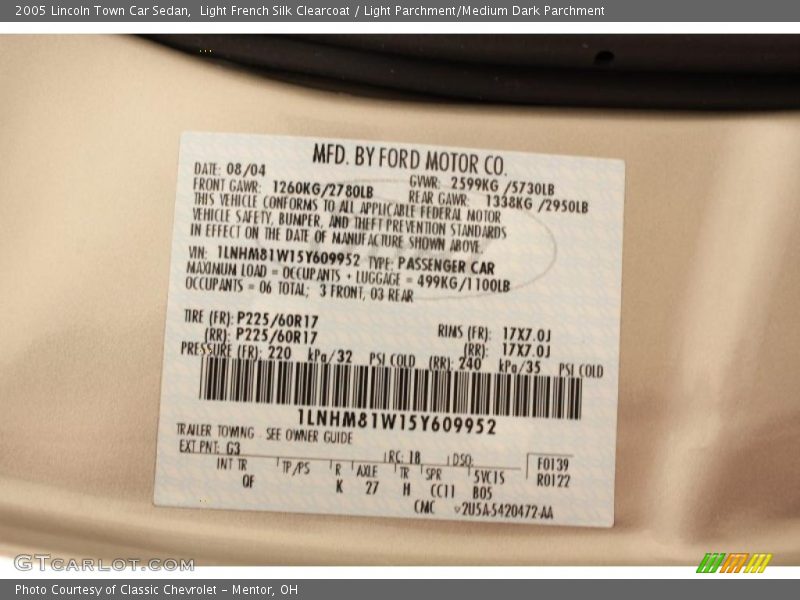 2005 Lincoln Town Car Sedan, Light French Silk Clearcoat / Light Parchment/Medium Dark Parchment
MFD. BY FORD MOTOR CO.
DATE: 08/04 GVWR: 2599KG /5730LB
FRONT GAWR: 1260KG/2780LB REAR GAWR: 1338KG /2950LB
THIS VEHICLE CONFORMS TO ALL APPLICABLE FEDERAL MOTOR
VEHICLE SAFETY, BUMPER, AND THEFT PREVENTION STANDARDS
IN EFFECT ON THE DATE OF MANUFACTURE SHOWN ABOVE
VIN: 1LNHM81W15Y609952 TYPE: PASSENGER CAR
MAXIMUM LOAD = OCCUPANTS + LUGGAGE = 499KG/1100LB
OCCUPANTS = 06 TOTAL; 3 FRONT, 03 REAR
TIRE (FR): P225/60R17 RIMS (FR): 17X7.0J
(RR): P225/60R17 (RR): 17X7.0J
PRESSURE (FR): 220 kPa/32 PSI COLD (RR): 240 kPa/35 PSI COLD
1LNHM81W15Y609952
TRAILER TOWING - SEE OWNER GUIDE
EXT PNT: G3 RC: 18 DSO: F0139
INT TR TP/PS R AXLE TR SPR 5VC15 R0122
OF K 27 H CC11 B05
CMC v2U5A-5420472-AA
GTCARLOT.COM
Photo Courtesy of Classic Chevrolet - Mentor, OH